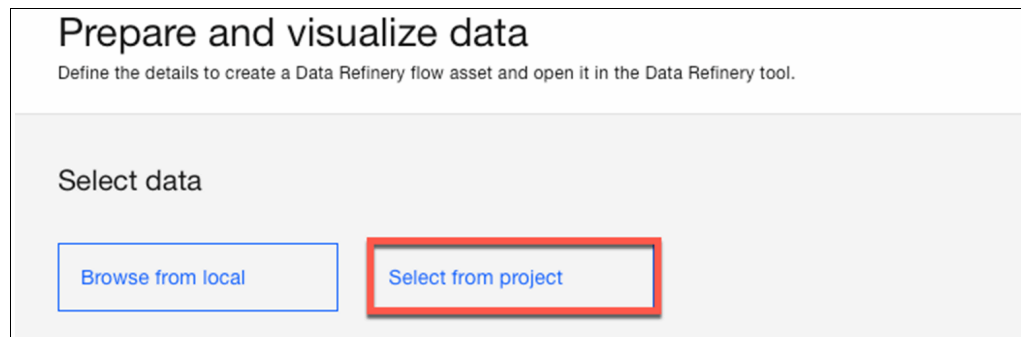 Prepare and visualize data
Define the details to create a Data Refinery flow asset and open it in the Data Refinery tool.
Select data
Browse from local
Select from project